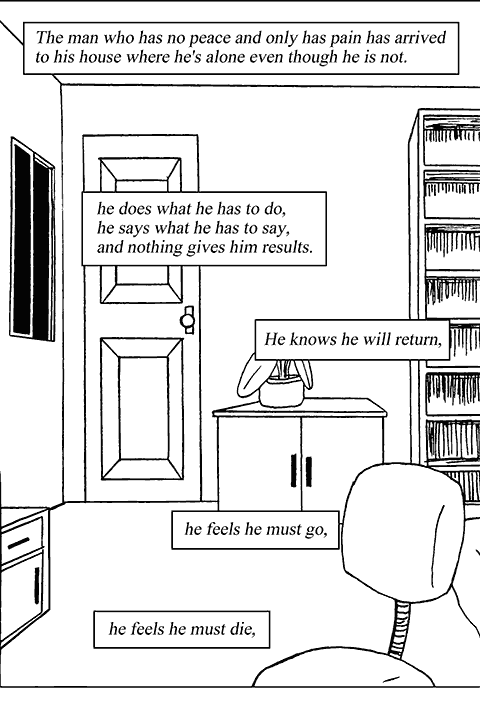 The man who has no peace and only has pain has arrived
to his house where he's alone even though he is not.
he does what he has to do,
he says what he has to say,
and nothing gives him results.
He knows he will return,
he feels he must go,
he feels he must die,